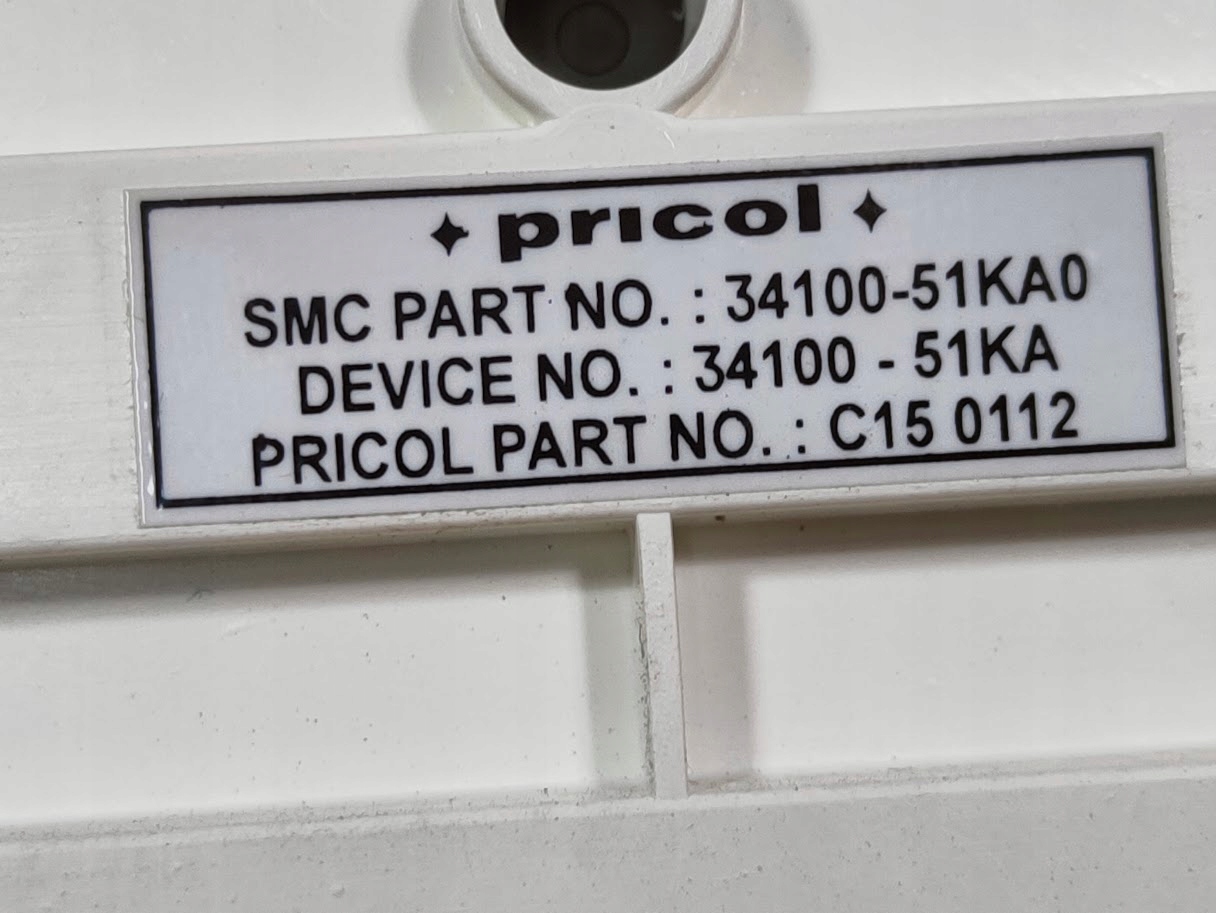 pricol
SMC PART NO. : 34100-51KA0
DEVICE NO. : 34100 - 51KA
PRICOL PART NO. : C15 0112